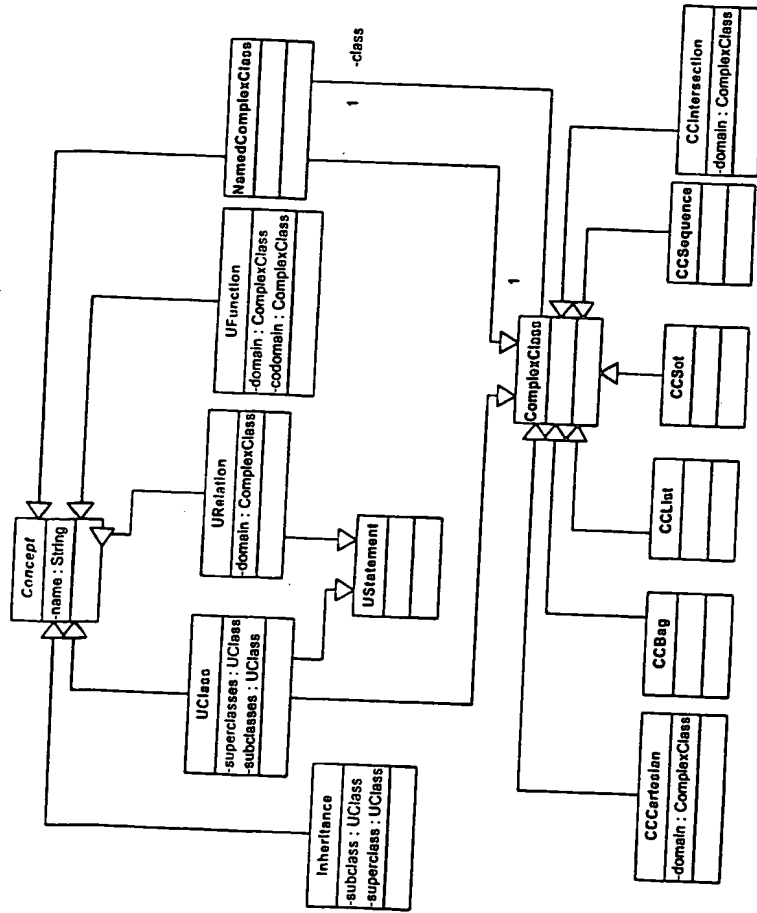 Concept
-name : String
Inheritance
-subclass : UClass
-superclass : UClass
UClass
-superclasses : UClass
-subclasses : UClass
URelation
-domain : ComplexClass
UFunction
-domain : ComplexClass
-codomain : ComplexClass
NamedComplexClass
UStatement
1
-class
1
ComplexClass
CCCartesian
-domain : ComplexClass
CCBag
CCList
CCSet
CCSequence
CCIntersection
-domain : ComplexClass